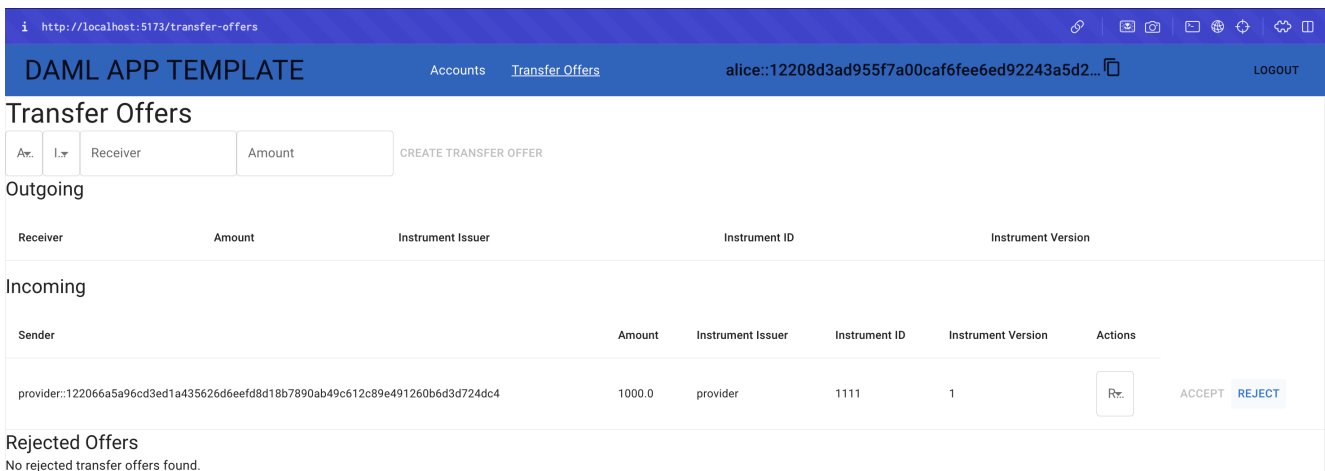 i http://localhost:5173/transfer-offers
DAML APP TEMPLATE Accounts Transfer Offers alice::12208d3ad955f7a00caf6fee6ed92243a5d2... LOGOUT
Transfer Offers
A... I... Receiver Amount CREATE TRANSFER OFFER
Outgoing
Receiver Amount Instrument Issuer Instrument ID Instrument Version
Incoming
Sender Amount Instrument Issuer Instrument ID Instrument Version Actions
provider::122066a5a96cd3ed1a435626d6eefd8d18b7890ab49c612c89e491260b6d3d724dc4 1000.0 provider 1111 1 R... ACCEPT REJECT
Rejected Offers
No rejected transfer offers found.